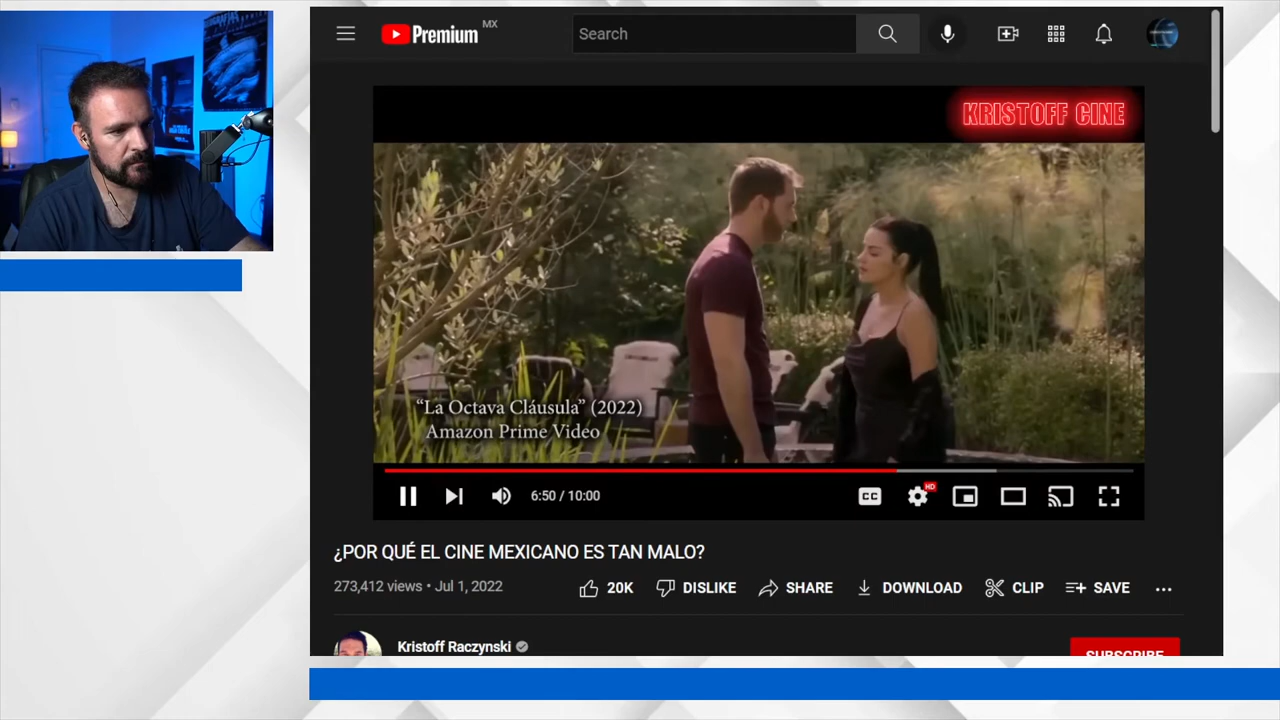 Premium MX
Search
KRISTOFF CINE
“La Octava Cláusula” (2022)
Amazon Prime Video
HD
CC
6:50 / 10:00
¿POR QUÉ EL CINE MEXICANO ES TAN MALO?
273,412 views • Jul 1, 2022
20K
DISLIKE
SHARE
DOWNLOAD
CLIP
SAVE
Kristoff Raczynski
SUBSCRIBE